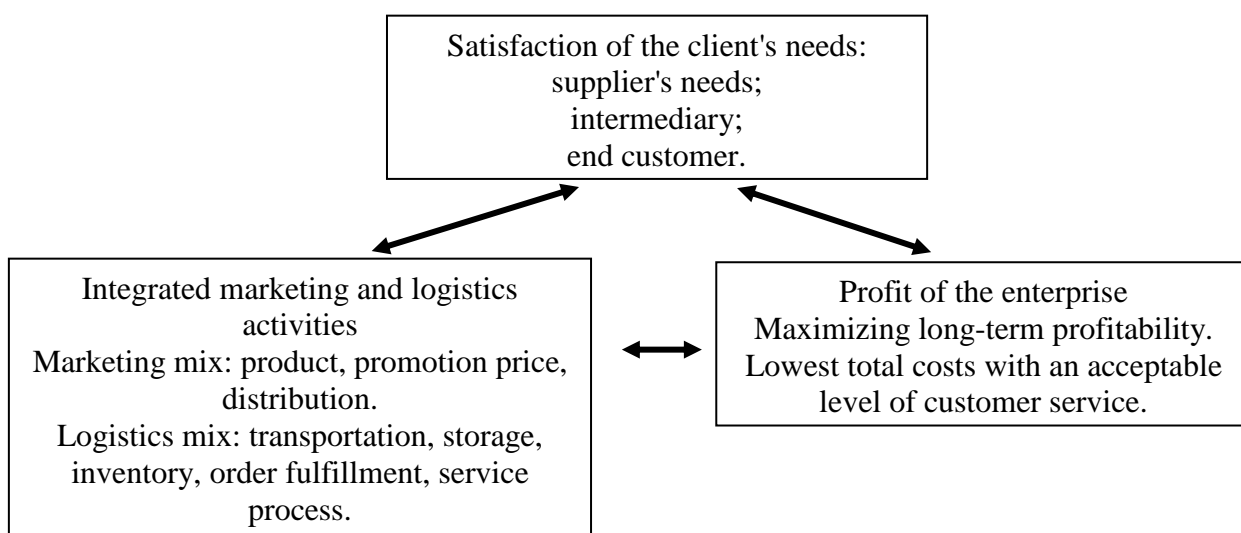 Satisfaction of the client's needs:
supplier's needs;
intermediary;
end customer.
Integrated marketing and logistics
activities
Marketing mix: product, promotion price,
distribution.
Logistics mix: transportation, storage,
inventory, order fulfillment, service
process.
Profit of the enterprise
Maximizing long-term profitability.
Lowest total costs with an acceptable
level of customer service.